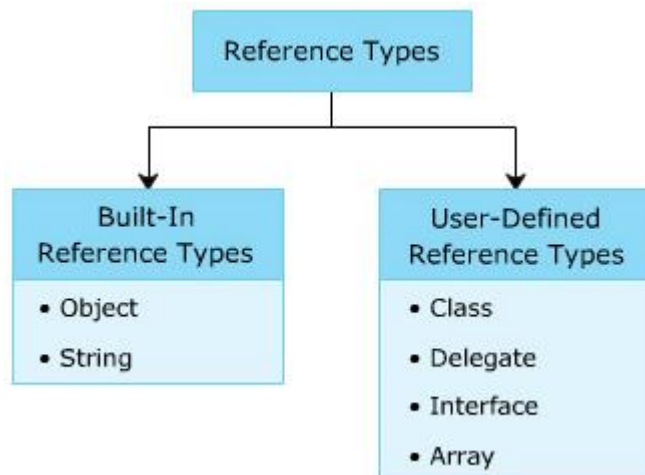 Reference Types
Built-In
Reference Types
• Object
• String
User-Defined
Reference Types
• Class
• Delegate
• Interface
• Array